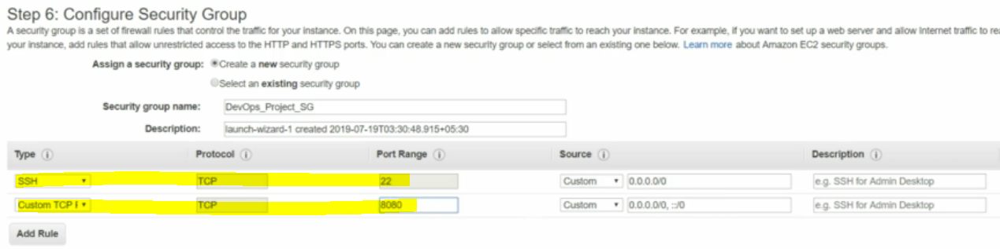 Step 6: Configure Security Group
A security group is a set of firewall rules that control the traffic for your instance. On this page, you can add rules to allow specific traffic to reach your instance. For example, if you want to set up a web server and allow Internet traffic to rea
your instance, add rules that allow unrestricted access to the HTTP and HTTPS ports. You can create a new security group or select from an existing one below. Learn more about Amazon EC2 security groups.
Assign a security group: Create a new security group
Select an existing security group
Security group name: DevOps_Project_SG
Description: launch-wizard-1 created 2019-07-19T03:30:48.915+05:30
Type i Protocol i Port Range i Source i Description i
SSH TCP 22 Custom 0.0.0.0/0 e.g. SSH for Admin Desktop
Custom TCP TCP 8080 Custom 0.0.0.0/0, ::/0 e.g. SSH for Admin Desktop
Add Rule